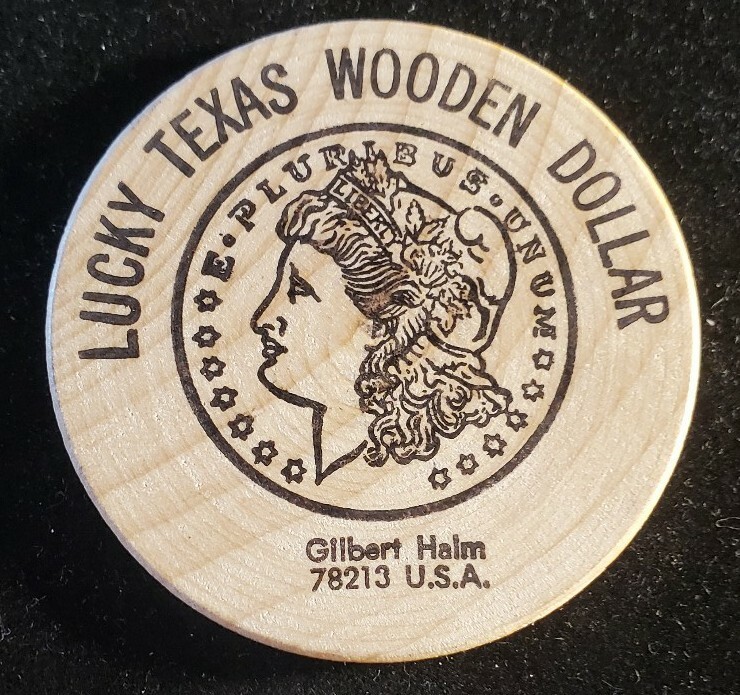 LUCKY TEXAS WOODEN DOLLAR
E·PLURIBUS·UNUM
LIBERTY
Gilbert Halm
78213 U.S.A.